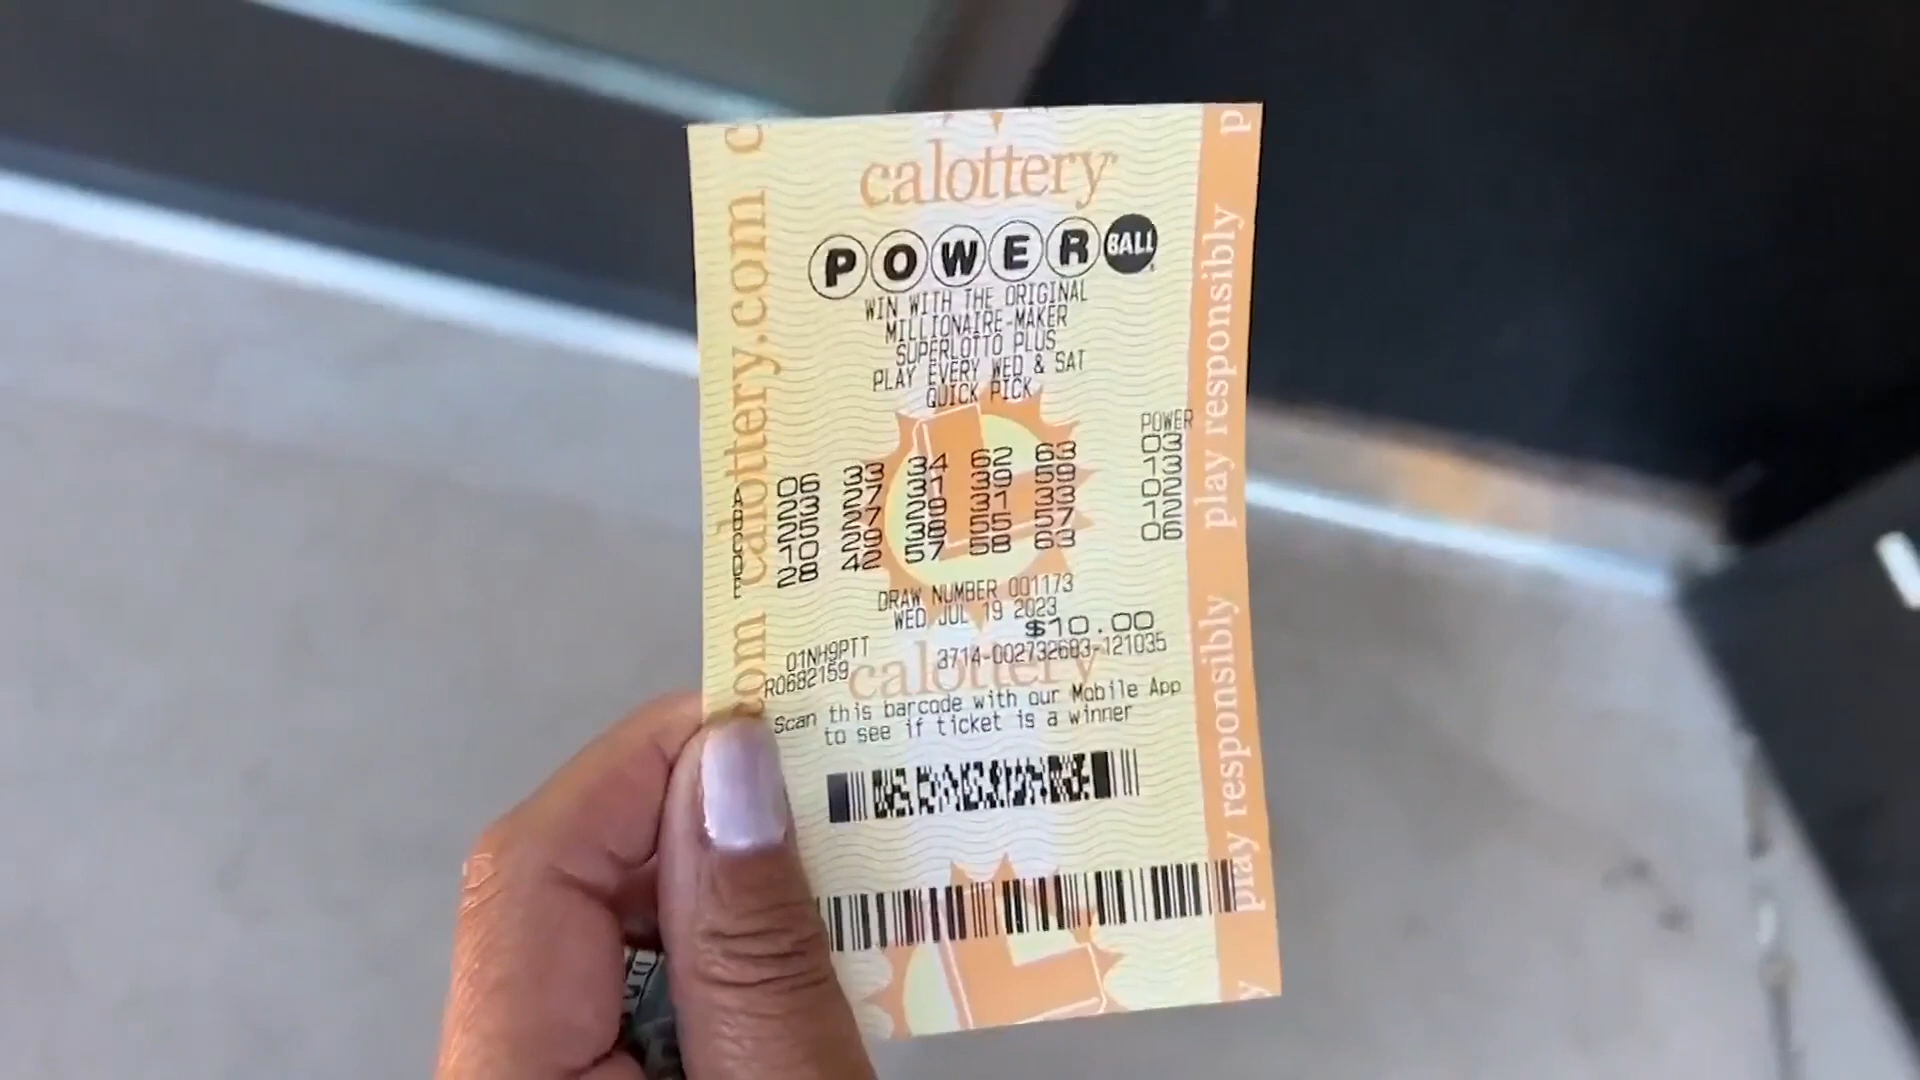 calottery
POWER BALL
WIN WITH THE ORIGINAL
MILLIONAIRE-MAKER
SUPERLOTTO PLUS
PLAY EVERY WED & SAT
QUICK PICK
POWER
A 06 33 34 62 63 03
B 23 27 31 39 59 13
C 25 27 28 31 33 02
D 10 29 38 55 57 12
E 28 42 57 58 63 06
DRAW NUMBER 001173
WED JUL 19 2023
$10.00
01NH9PTT 3714-002732683-121035
R0682159
calottery
Scan this barcode with our Mobile App
to see if ticket is a winner
calottery.com
play responsibly
play responsibly